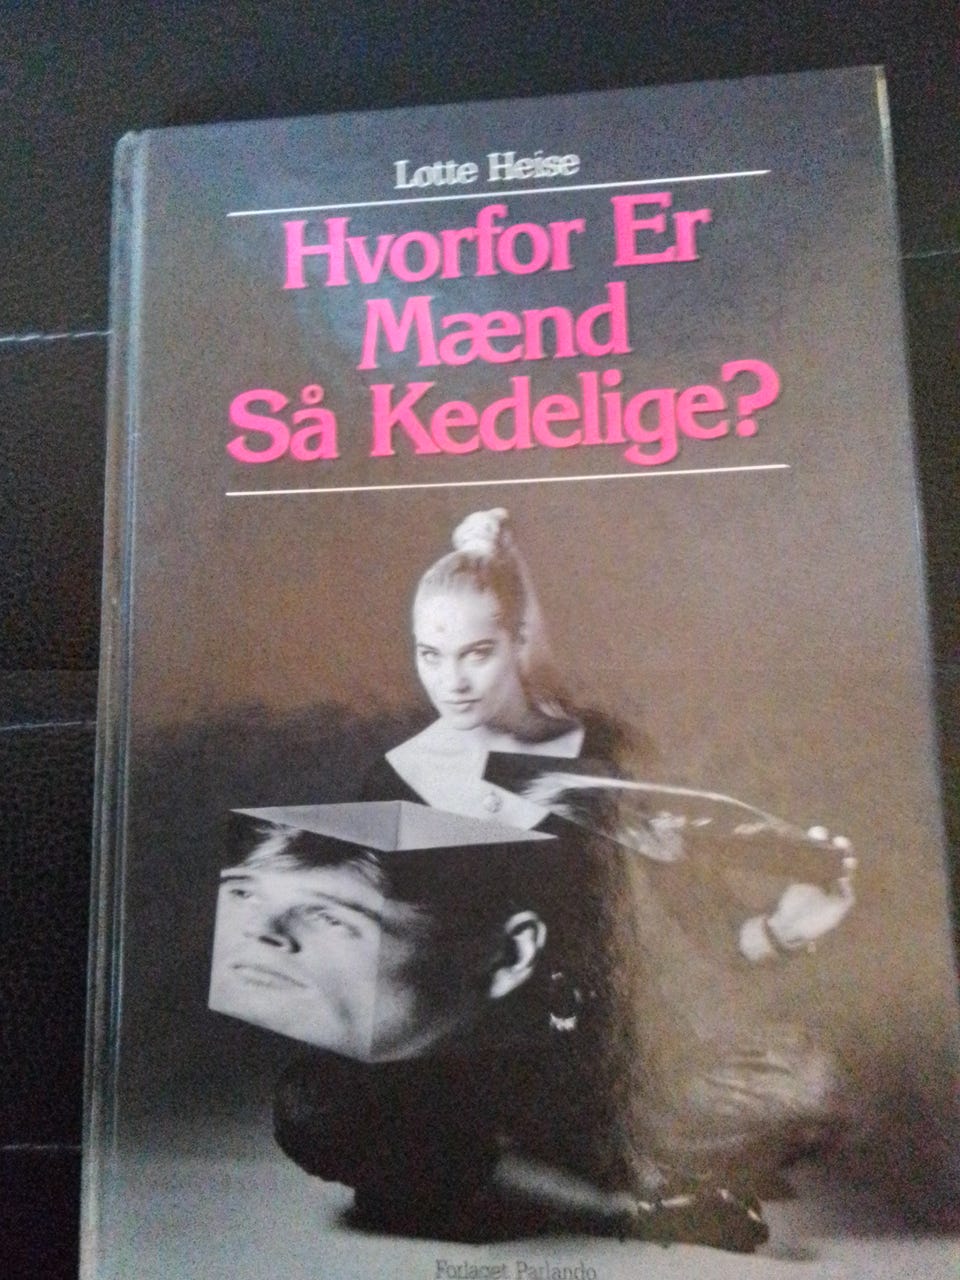 Lotte Heise
Hvorfor Er
Mænd
Så Kedelige?
Forlaget Parlando